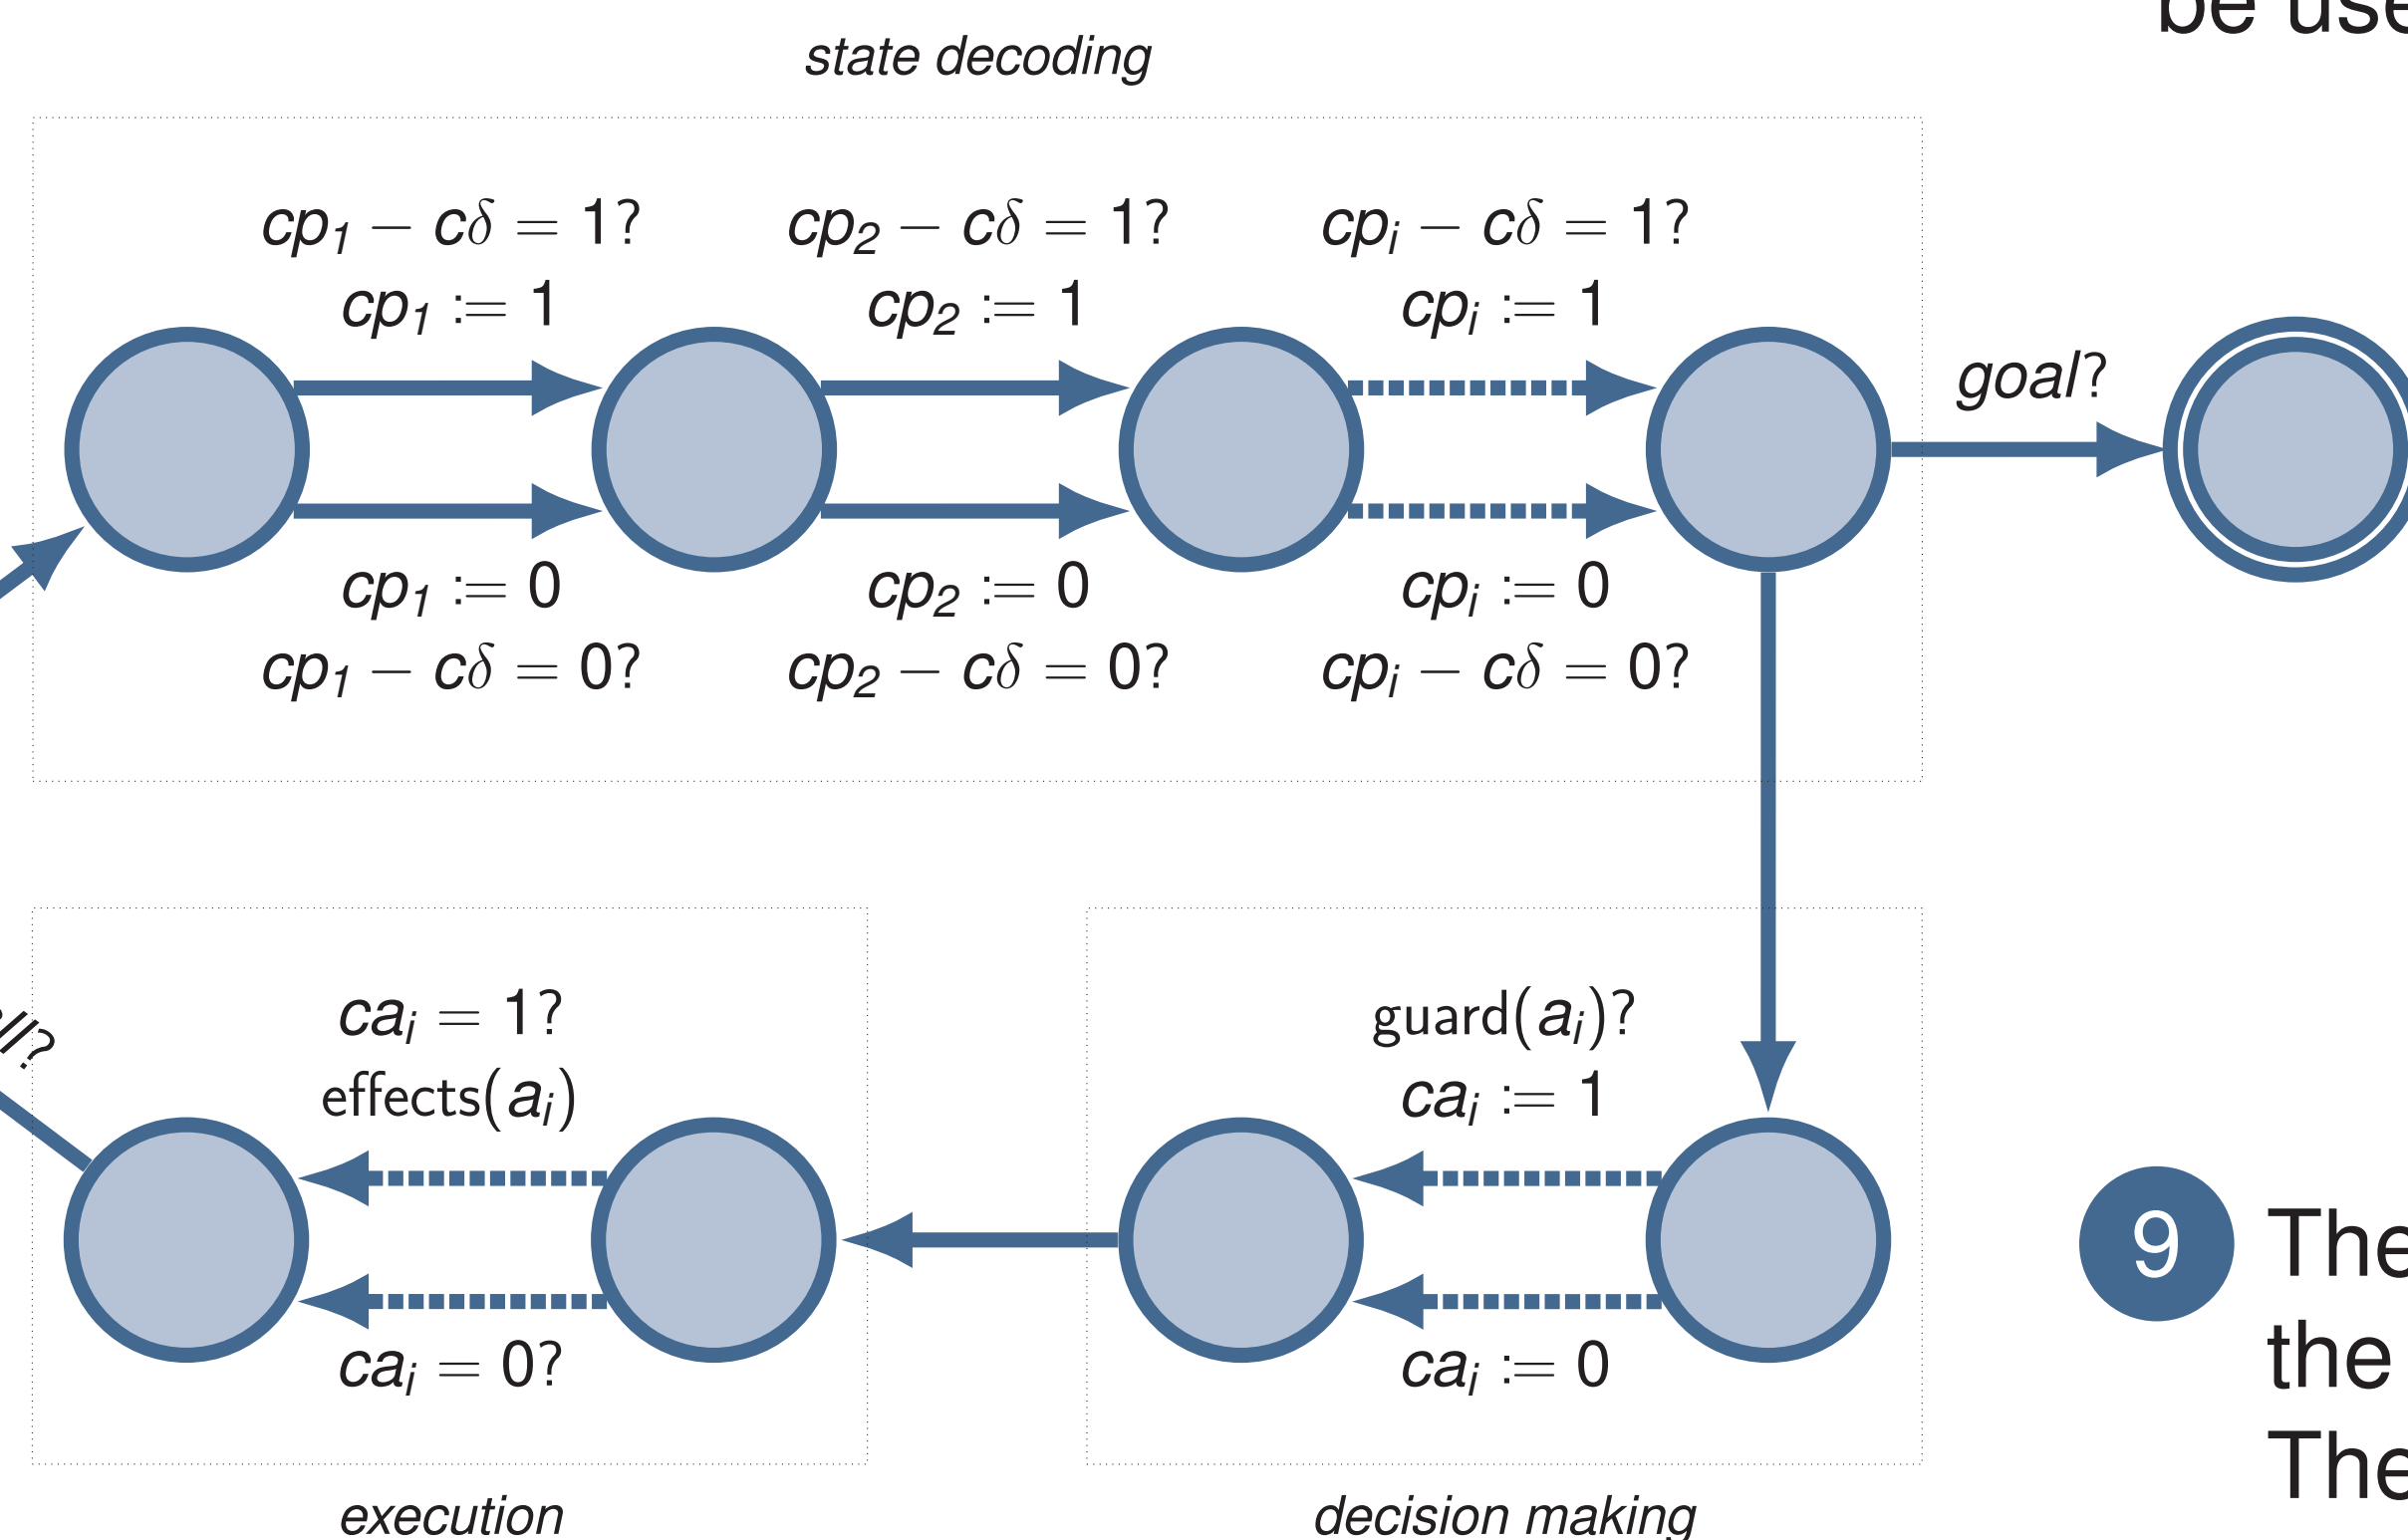 be use
state decoding
cp₁ − cδ = 1? cp₂ − cδ = 1? cpᵢ − cδ = 1?
cp₁ := 1 cp₂ := 1 cpᵢ := 1
goal?
cp₁ := 0 cp₂ := 0 cpᵢ := 0
cp₁ − cδ = 0? cp₂ − cδ = 0? cpᵢ − cδ = 0?
caᵢ = 1? guard(aᵢ)?
effects(aᵢ) caᵢ := 1
caᵢ = 0? caᵢ := 0
execution decision making
9 The
the
The